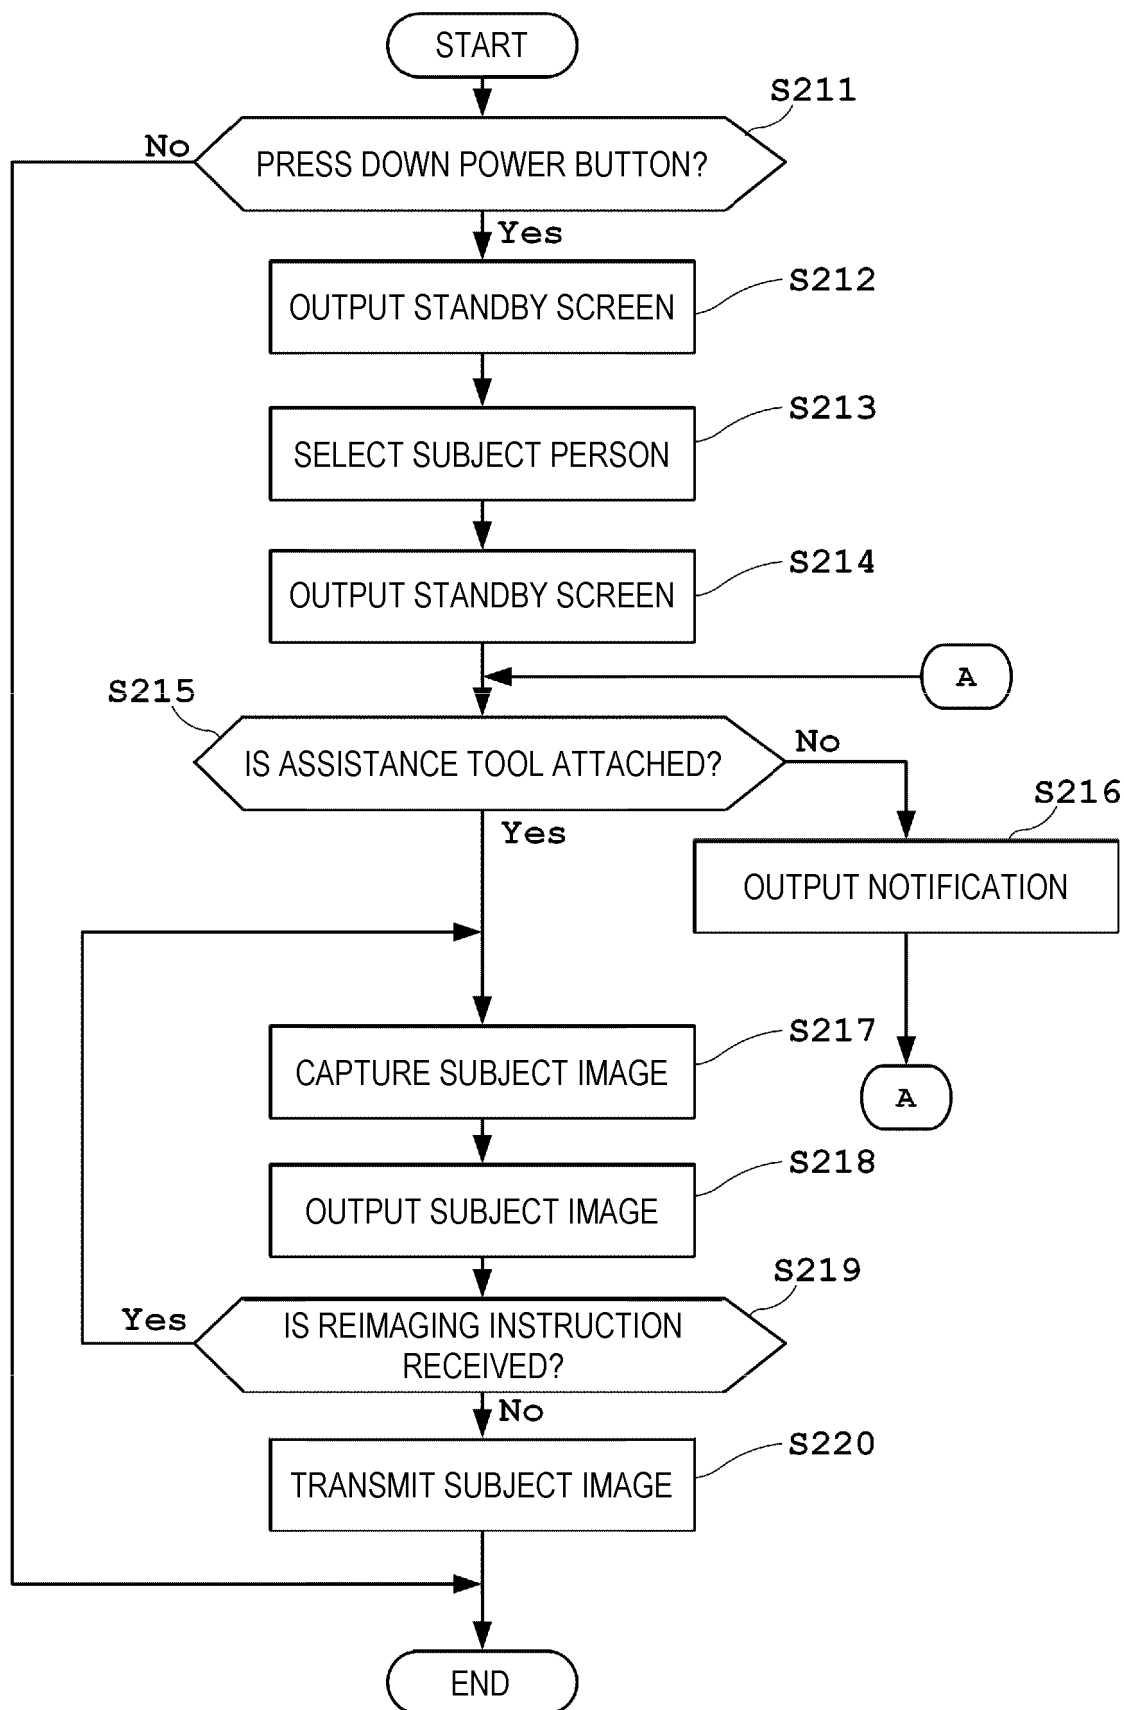 START
S211
No
PRESS DOWN POWER BUTTON?
Yes
S212
OUTPUT STANDBY SCREEN
S213
SELECT SUBJECT PERSON
S214
OUTPUT STANDBY SCREEN
A
S215
IS ASSISTANCE TOOL ATTACHED?
No
Yes
S216
OUTPUT NOTIFICATION
S217
CAPTURE SUBJECT IMAGE
A
S218
OUTPUT SUBJECT IMAGE
S219
Yes
IS REIMAGING INSTRUCTION
RECEIVED?
No
S220
TRANSMIT SUBJECT IMAGE
END